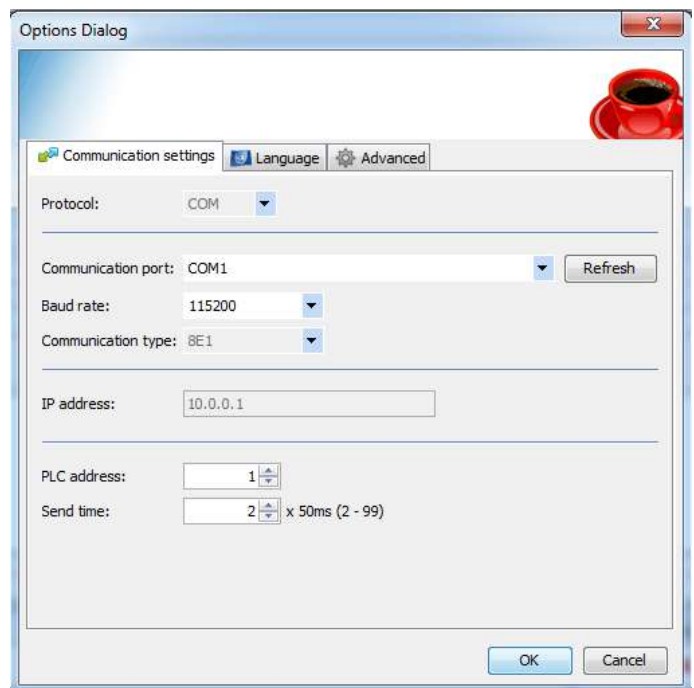 Options Dialog
Communication settings Language Advanced
Protocol: COM
Communication port: COM1 Refresh
Baud rate: 115200
Communication type: 8E1
IP address: 10.0.0.1
PLC address: 1
Send time: 2 x 50ms (2 - 99)
OK Cancel